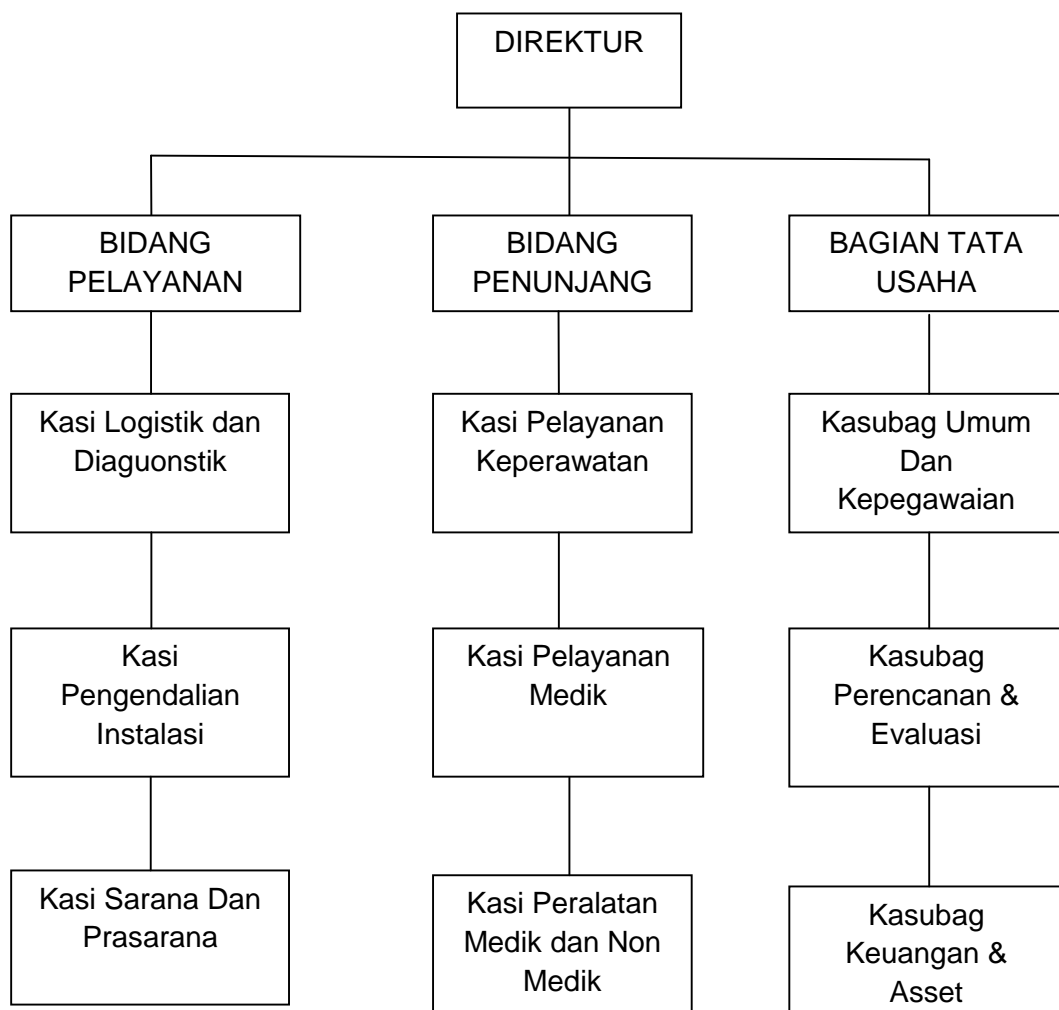 DIREKTUR
BIDANG
PELAYANAN
BIDANG
PENUNJANG
BAGIAN TATA
USAHA
Kasi Logistik dan
Diaguonstik
Kasi Pelayanan
Keperawatan
Kasubag Umum
Dan
Kepegawaian
Kasi
Pengendalian
Instalasi
Kasi Pelayanan
Medik
Kasubag
Perencanan &
Evaluasi
Kasi Sarana Dan
Prasarana
Kasi Peralatan
Medik dan Non
Medik
Kasubag
Keuangan &
Asset